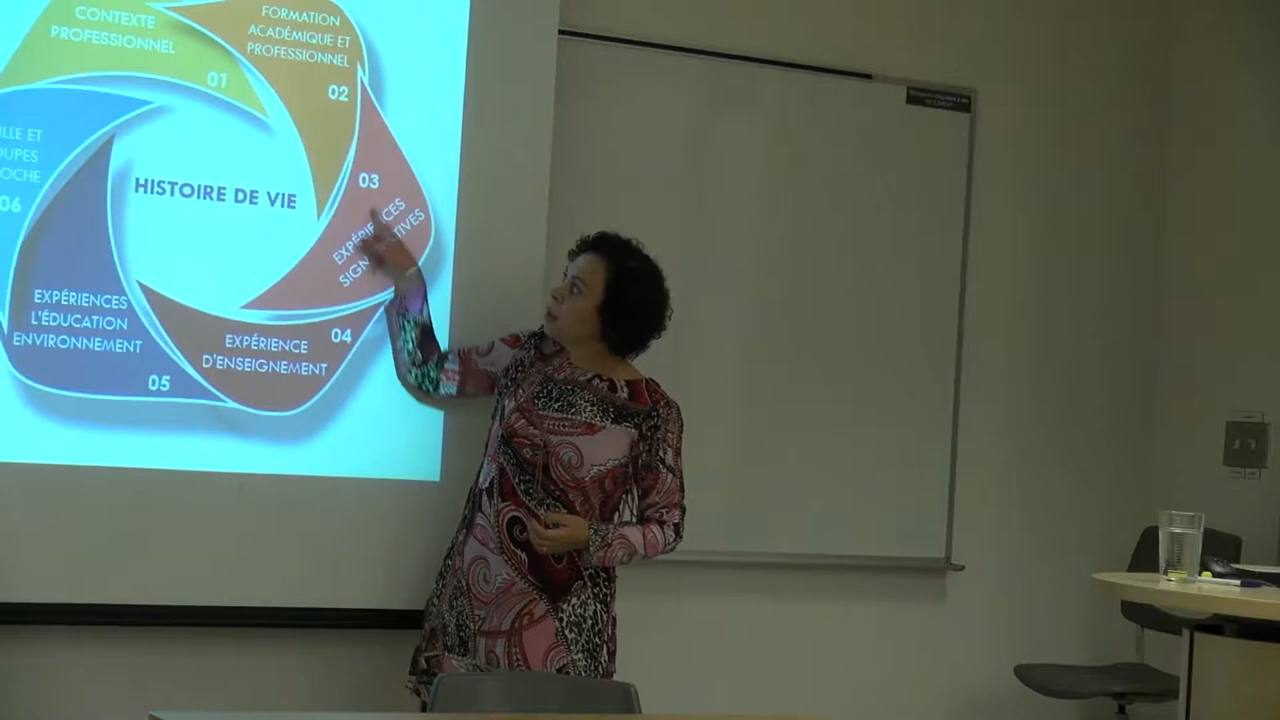 CONTEXTE
PROFESSIONNEL
01
FORMATION
ACADÉMIQUE ET
PROFESSIONNEL
02
03
HISTOIRE DE VIE
04
EXPÉRIENCE
D'ENSEIGNEMENT
EXPÉRIENCES
L'ÉDUCATION
ENVIRONNEMENT
05
06